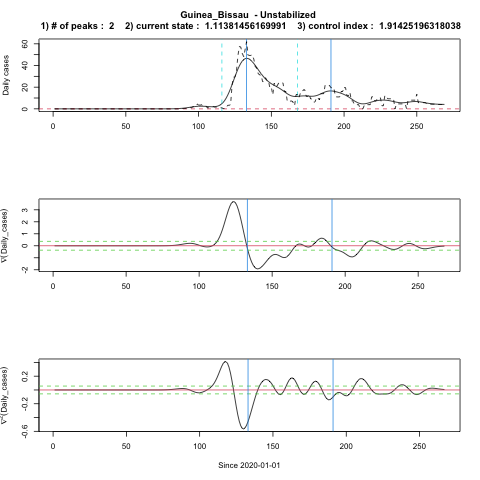 Guinea_Bissau - Unstabilized
1) # of peaks : 2 2) current state : 1.11381456169991 3) control index : 1.91425196318038
Daily cases
60
40
20
0
0 50 100 150 200 250
∇(Daily_cases)
3
2
1
0
-2
0 50 100 150 200 250
∇²(Daily_cases)
0.2
-0.2
-0.6
0 50 100 150 200 250
Since 2020-01-01